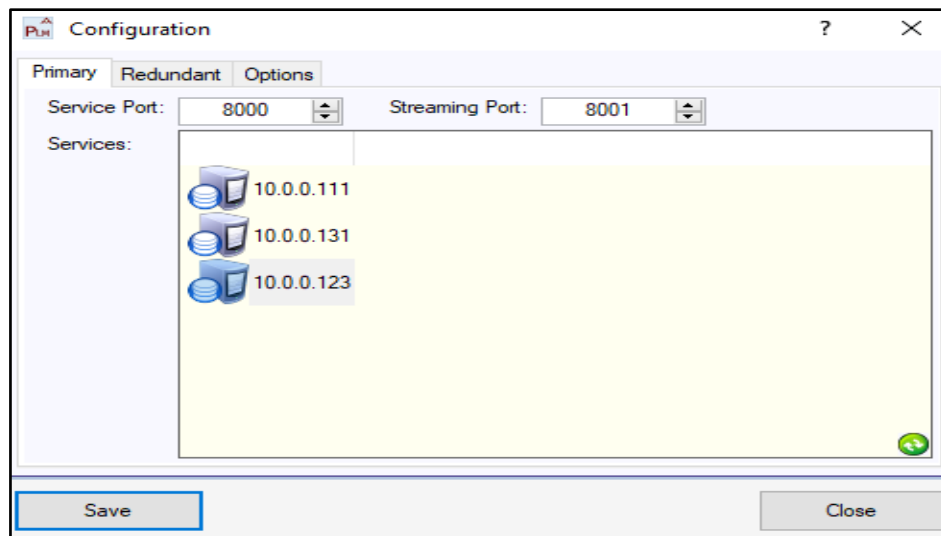 PLM Configuration ?
Primary Redundant Options
Service Port: 8000 Streaming Port: 8001
Services:
10.0.0.111
10.0.0.131
10.0.0.123
Save Close